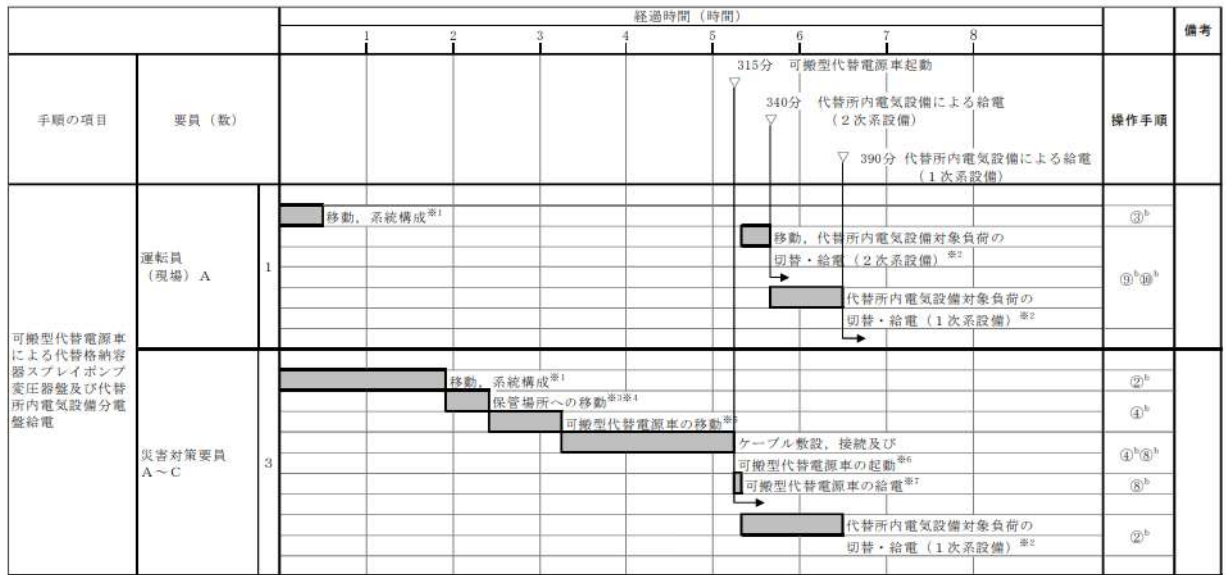 経過時間（時間）
備考
1 2 3 4 5 6 7 8
手順の項目
要員（数）
操作手順
315分 可搬型代替電源車起動
340分 代替所内電気設備による給電
（２次系設備）
390分 代替所内電気設備による給電
（１次系設備）
可搬型代替電源車
による代替格納容
器スプレイポンプ
変圧器盤及び代替
所内電気設備分電
盤給電
運転員
（現場）Ａ
1
移動，系統構成※1
③b
移動，代替所内電気設備対象負荷の
切替・給電（２次系設備）※2
代替所内電気設備対象負荷の
切替・給電（１次系設備）※2
⑨b⑩b
災害対策要員
Ａ～Ｃ
3
移動，系統構成※1
②b
保管場所への移動※3※4
可搬型代替電源車の移動※5
④b
ケーブル敷設，接続及び
可搬型代替電源車の起動※6
④b⑧b
可搬型代替電源車の給電※7
⑧b
代替所内電気設備対象負荷の
切替・給電（１次系設備）※2
②b